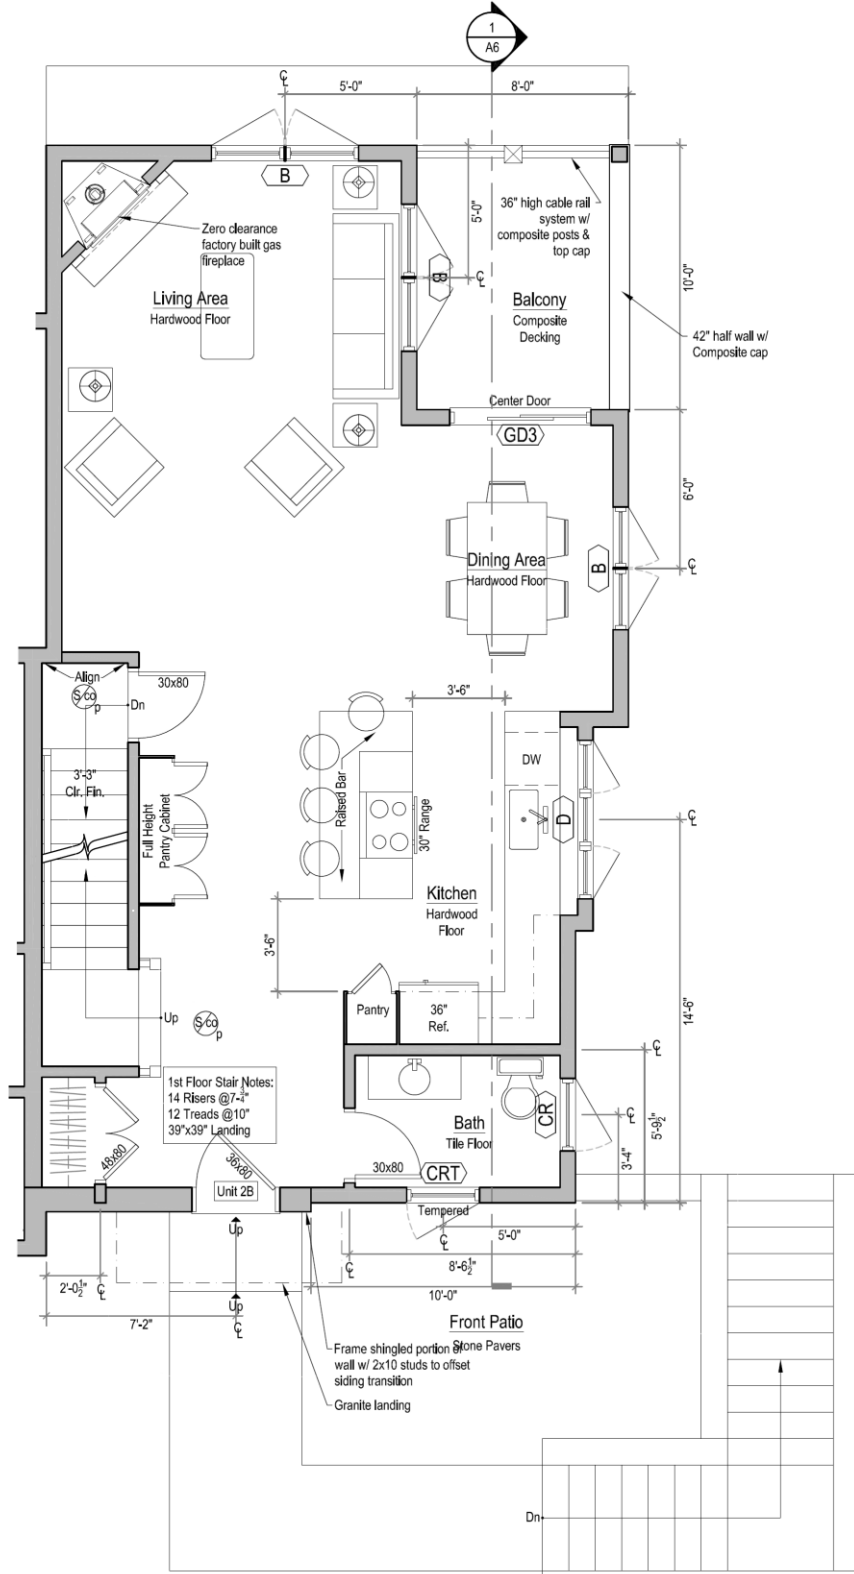 1
A6
℄
5'-0"
8'-0"
B
5'-0"
36" high cable rail
system w/
composite posts &
top cap
Zero clearance
factory built gas
fireplace
B
℄
10'-0"
Living Area
Hardwood Floor
Balcony
Composite
Decking
42" half wall w/
Composite cap
Center Door
GD3
6'-0"
Dining Area
Hardwood Floor
B
℄
Align
30x80
S/co
p
Dn
3'-6"
3'-3"
Clr. Fin.
DW
Full Height
Pantry Cabinet
Raised Bar
30" Range
D
℄
Kitchen
Hardwood
Floor
3'-6"
Pantry
36"
Ref.
14'-6"
Up
S/co
p
℄
1st Floor Stair Notes:
14 Risers @7-3/4"
12 Treads @10"
39"x39" Landing
Bath
Tile Floor
CR
℄
5'-9½"
3'-4"
48x80
36x80
30x80
CRT
Unit 2B
Tempered
Up
5'-0"
℄
℄
8'-6½"
2'-0½"
℄
10'-0"
Up
7'-2"
℄
Front Patio
Stone Pavers
Frame shingled portion of
wall w/ 2x10 studs to offset
siding transition
Granite landing
Dn